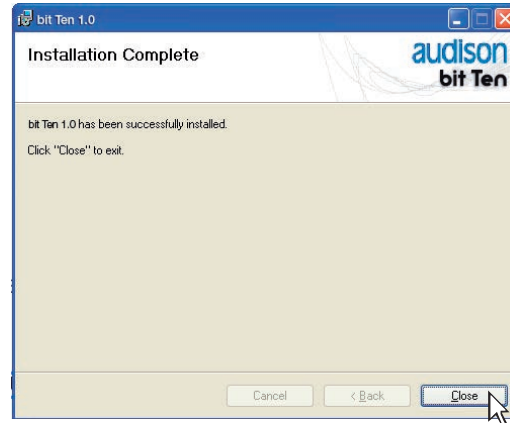 bit Ten 1.0
Installation Complete
audison
bit Ten
bit Ten 1.0 has been successfully installed.
Click "Close" to exit.
Cancel
< Back
Close